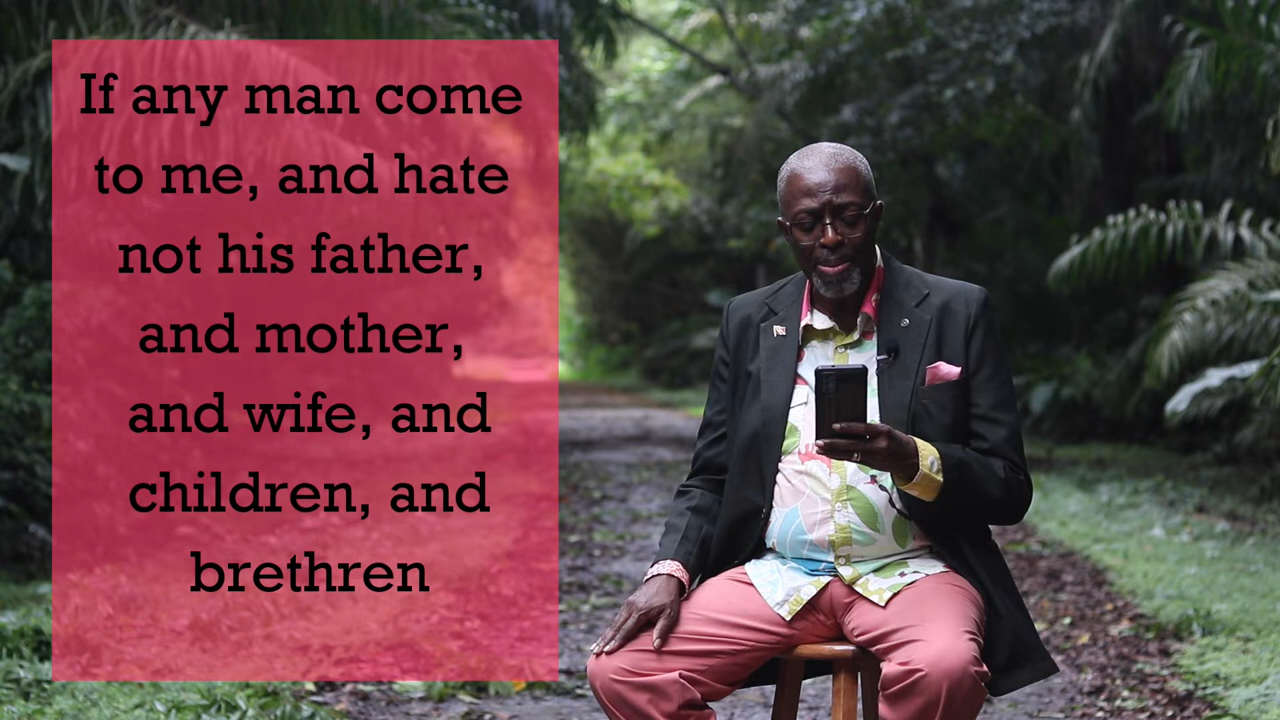 If any man come
to me, and hate
not his father,
and mother,
and wife, and
children, and
brethren